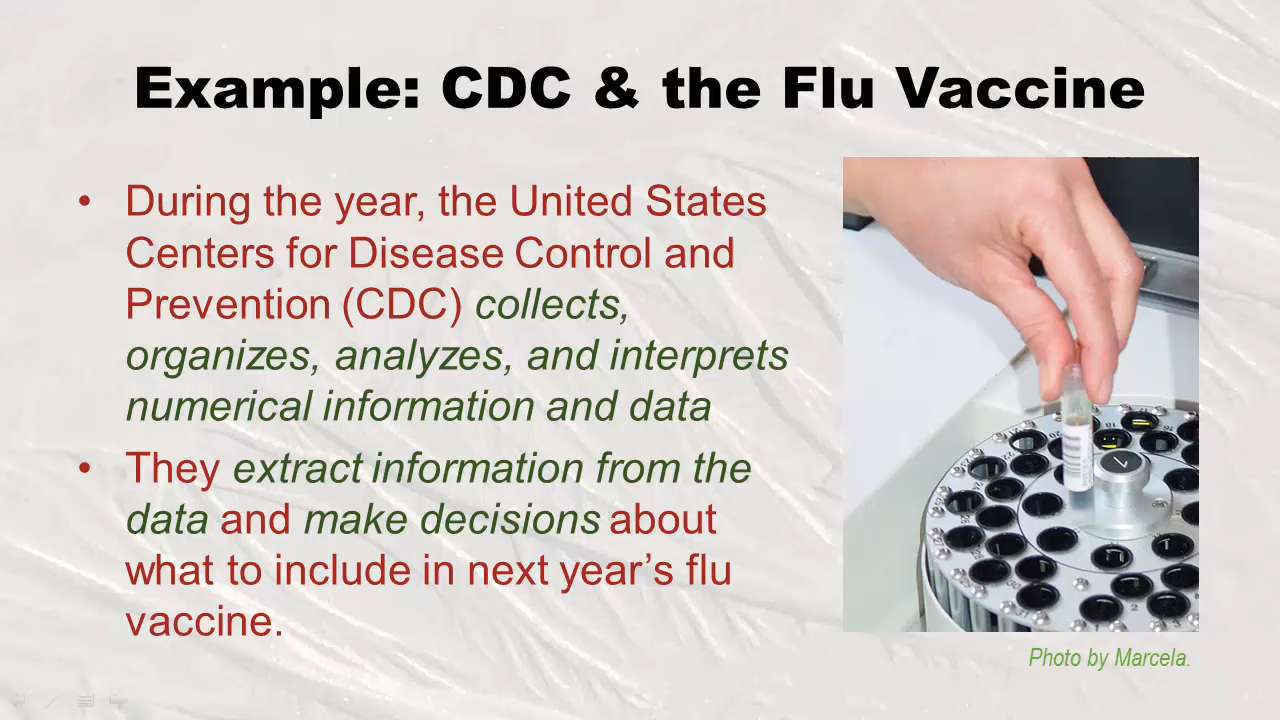 Example: CDC & the Flu Vaccine
• During the year, the United States
Centers for Disease Control and
Prevention (CDC) collects,
organizes, analyzes, and interprets
numerical information and data
• They extract information from the
data and make decisions about
what to include in next year’s flu
vaccine.
Photo by Marcela.